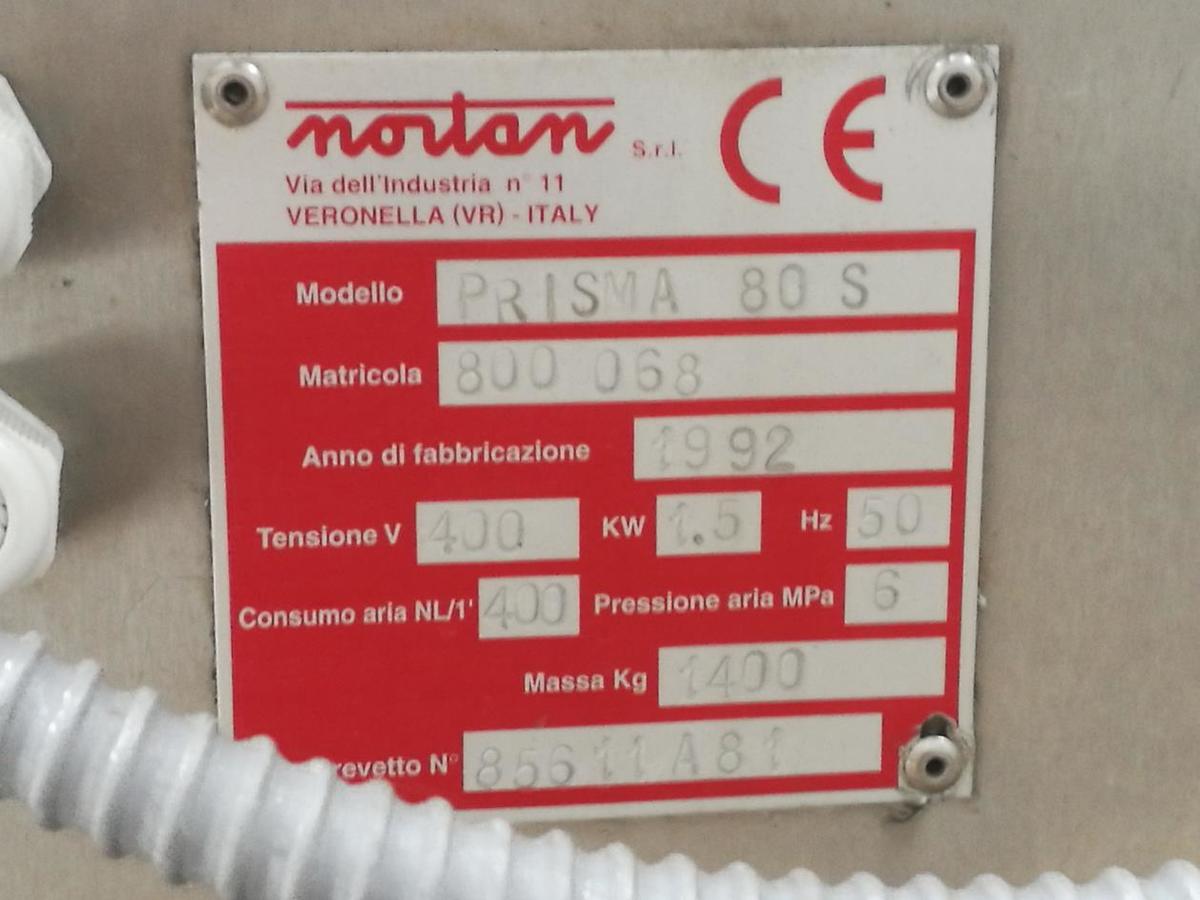 nortan S.r.l. CE
Via dell'Industria n° 11
VERONELLA (VR) - ITALY
Modello PRISMA 80 S
Matricola 800 068
Anno di fabbricazione 1992
Tensione V 400 KW 1.5 Hz 50
Consumo aria NL/1' 400 Pressione aria MPa 6
Massa Kg 1400
revetto N° 85611A81